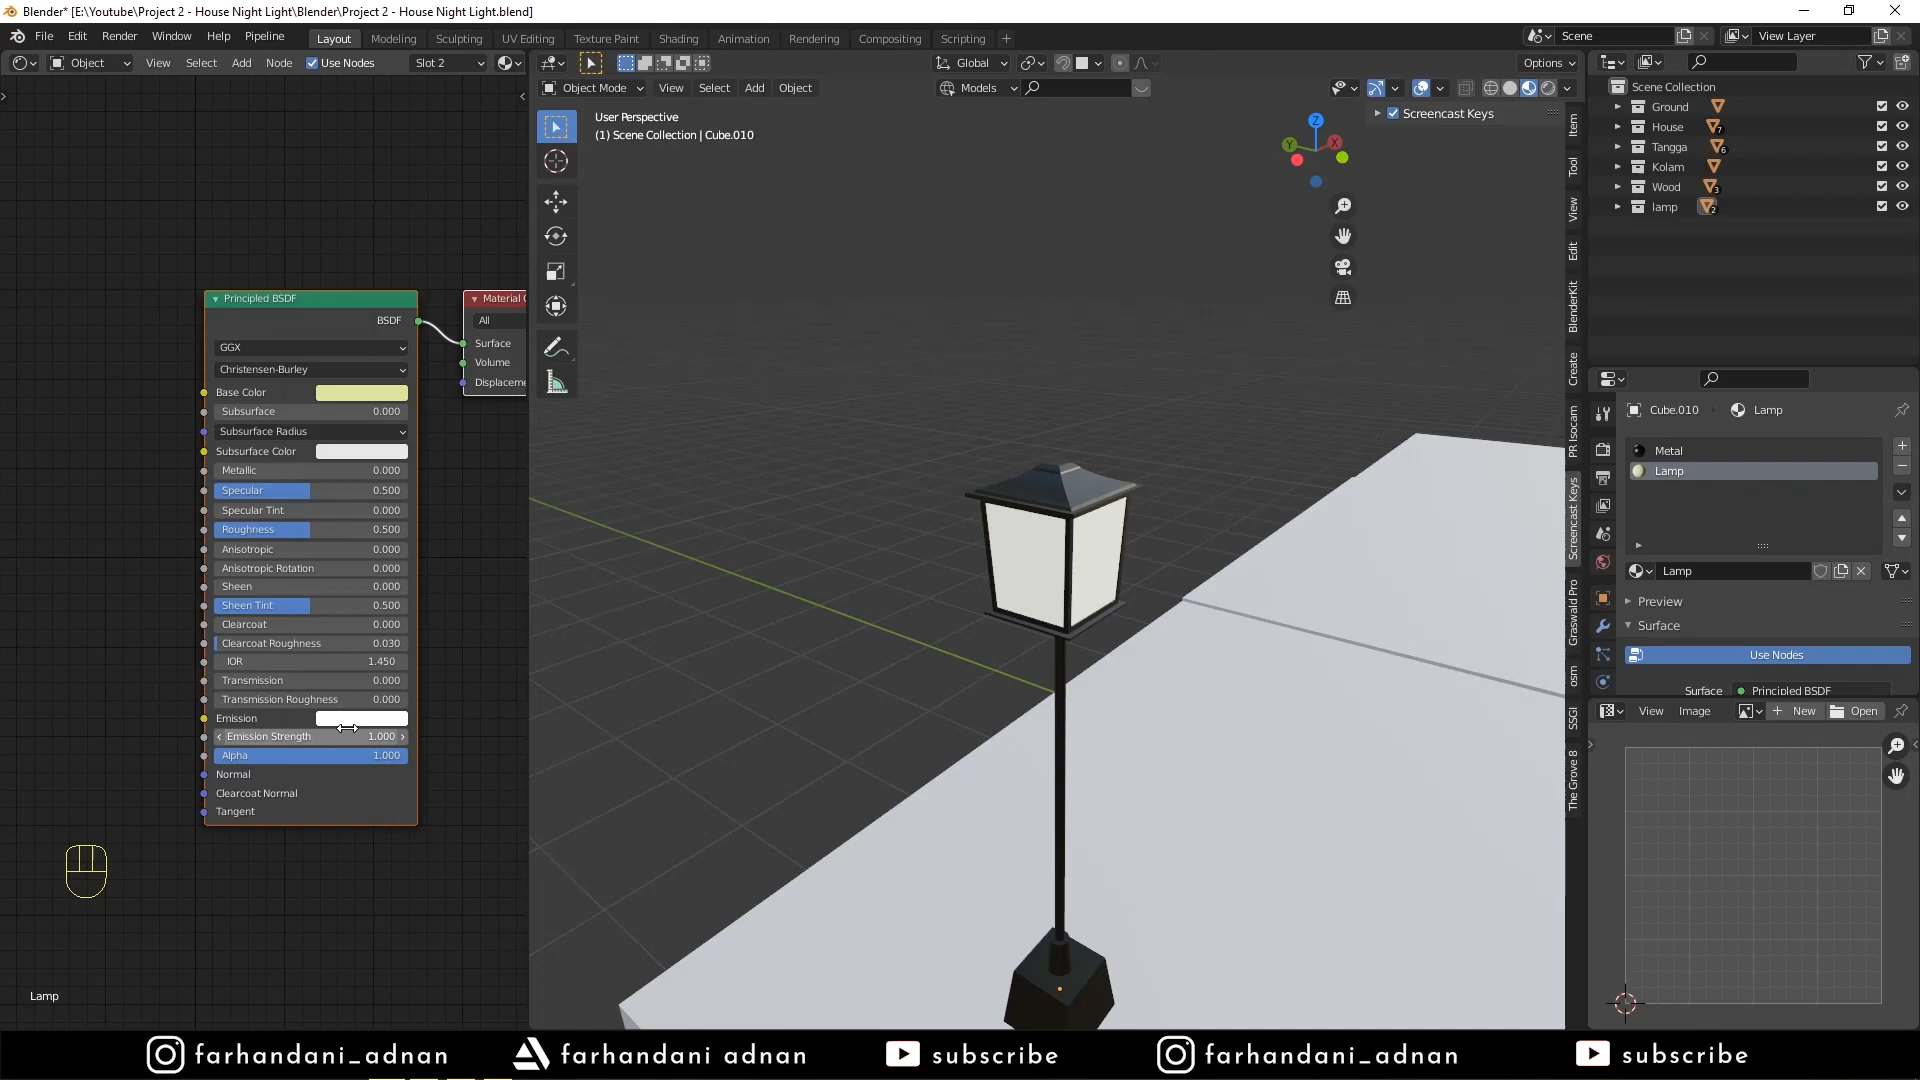 Blender* [E:\Youtube\Project 2 - House Night Light\Blender\Project 2 - House Night Light.blend]
File Edit Render Window Help Pipeline Layout Modeling Sculpting UV Editing Texture Paint Shading Animation Rendering Compositing Scripting + Scene View Layer
Object View Select Add Node Use Nodes Slot 2 Global Options
Object Mode View Select Add Object Models
User Perspective
(1) Scene Collection | Cube.010
Screencast Keys
Z
Y
X
Item
Tool
View
Edit
BlenderKit
Create
PR Isocam
Screencast Keys
Graswald Pro
osm
SSGI
The Grove 8
Scene Collection
Ground
House 7
Tangga 6
Kolam
Wood 3
lamp 2
Principled BSDF
BSDF
GGX
Christensen-Burley
Base Color
Subsurface 0.000
Subsurface Radius
Subsurface Color
Metallic 0.000
Specular 0.500
Specular Tint 0.000
Roughness 0.500
Anisotropic 0.000
Anisotropic Rotation 0.000
Sheen 0.000
Sheen Tint 0.500
Clearcoat 0.000
Clearcoat Roughness 0.030
IOR 1.450
Transmission 0.000
Transmission Roughness 0.000
Emission
Emission Strength 1.000
Alpha 1.000
Normal
Clearcoat Normal
Tangent
Material O
All
Surface
Volume
Displaceme
Cube.010 Lamp
Metal
Lamp
Lamp
Preview
Surface
Use Nodes
Surface Principled BSDF
View Image New Open
Lamp
farhandani_adnan farhandani adnan subscribe farhandani_adnan subscribe